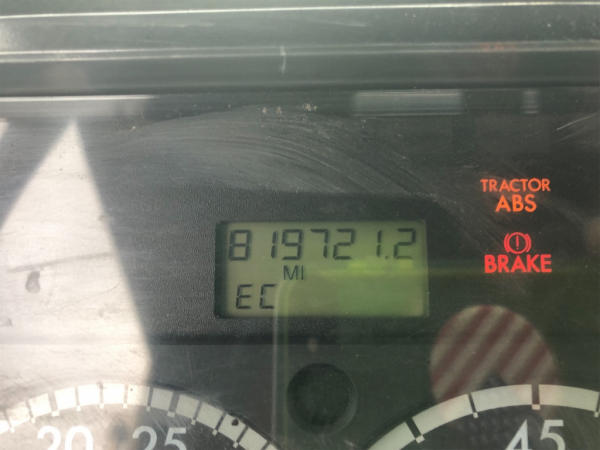 TRACTOR
ABS
819721.2
MI
BRAKE
EC
20 25
45